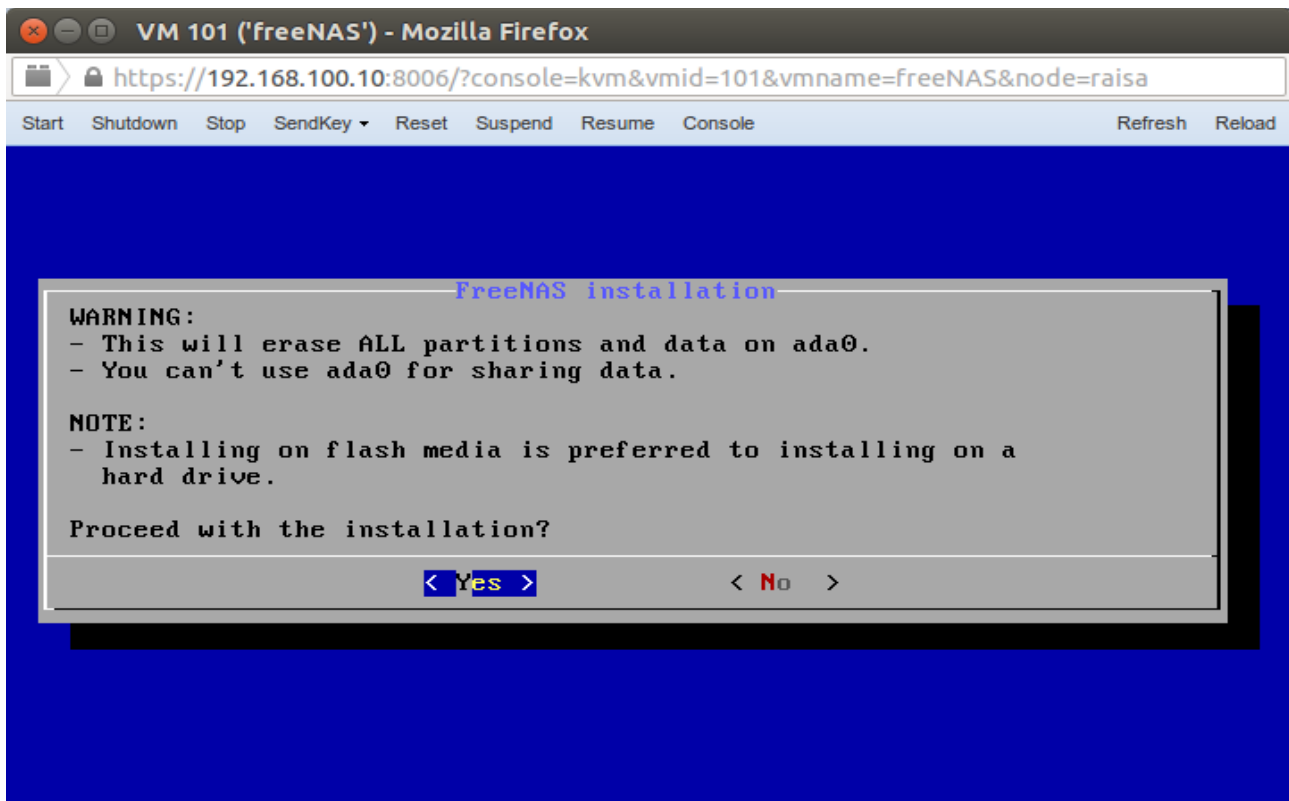 VM 101 ('freeNAS') - Mozilla Firefox
https://192.168.100.10:8006/?console=kvm&vmid=101&vmname=freeNAS&node=raisa
Start Shutdown Stop SendKey Reset Suspend Resume Console Refresh Reload
FreeNAS installation
WARNING:
- This will erase ALL partitions and data on ada0.
- You can't use ada0 for sharing data.
NOTE:
- Installing on flash media is preferred to installing on a
hard drive.
Proceed with the installation?
< Yes > < No >